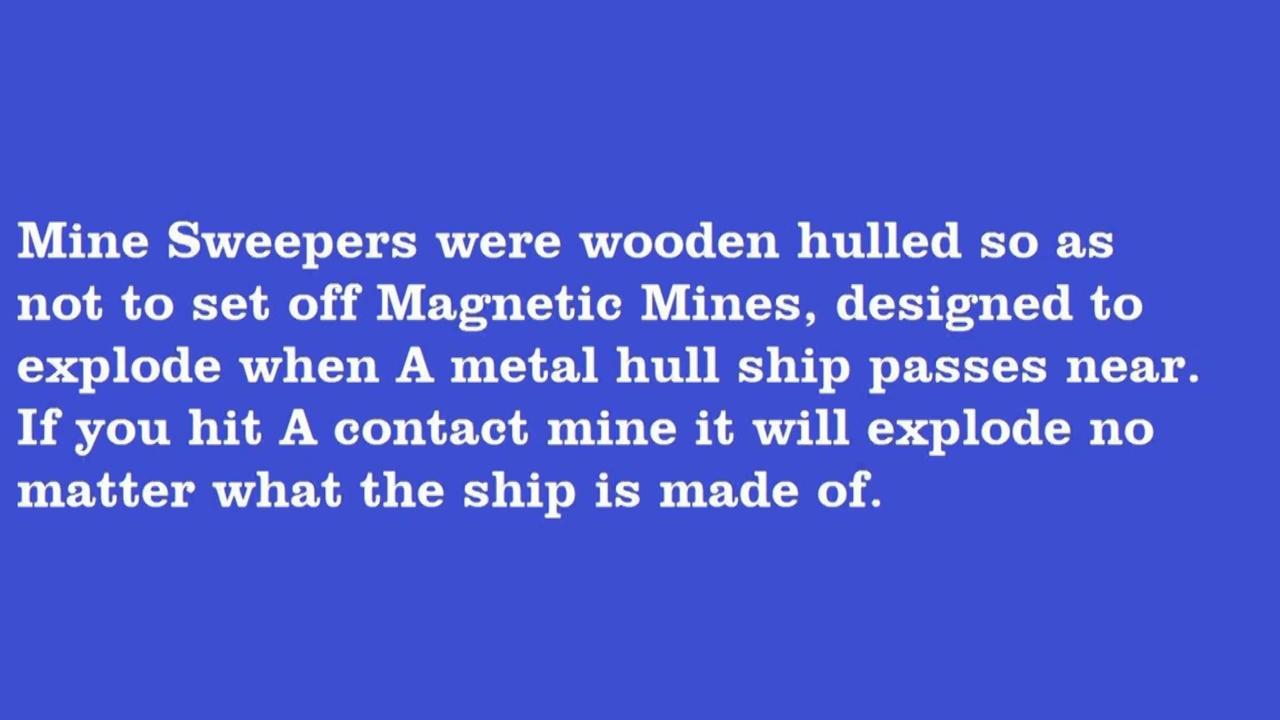 Mine Sweepers were wooden hulled so as
not to set off Magnetic Mines, designed to
explode when A metal hull ship passes near.
If you hit A contact mine it will explode no
matter what the ship is made of.